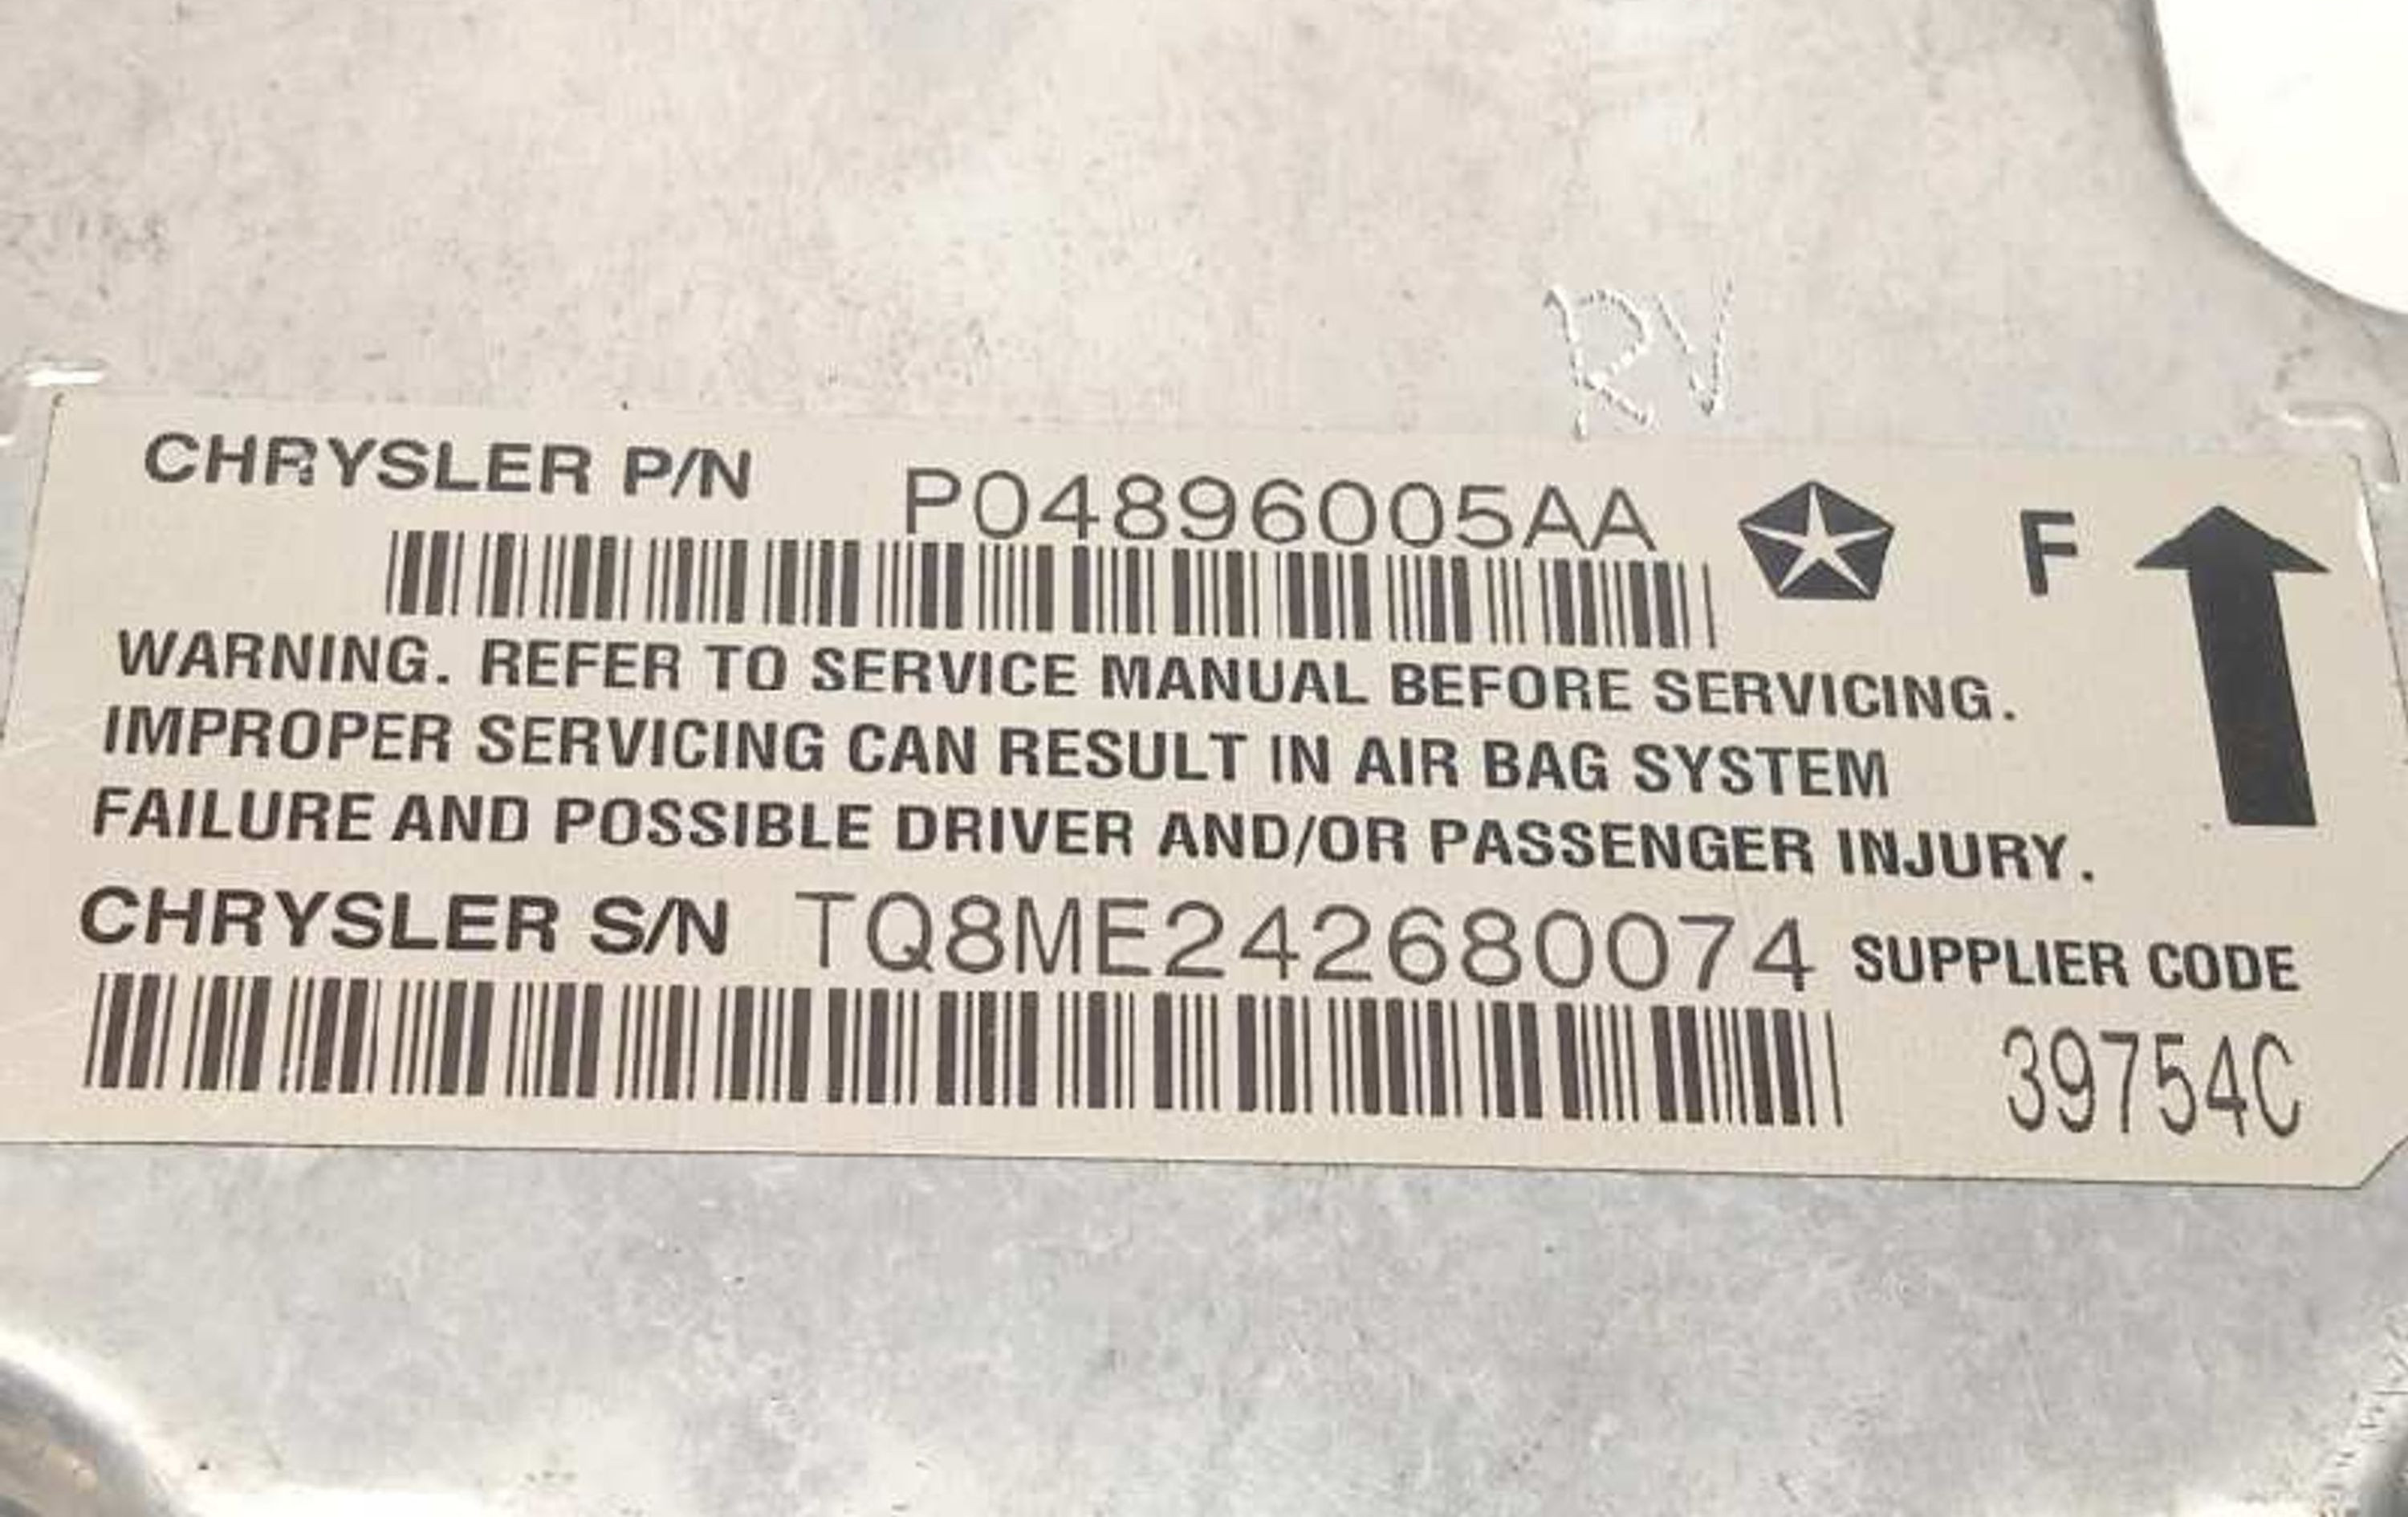 RV
CHRYSLER P/N P04896005AA F
WARNING. REFER TO SERVICE MANUAL BEFORE SERVICING.
IMPROPER SERVICING CAN RESULT IN AIR BAG SYSTEM
FAILURE AND POSSIBLE DRIVER AND/OR PASSENGER INJURY.
CHRYSLER S/N TQ8ME242680074 SUPPLIER CODE
39754C